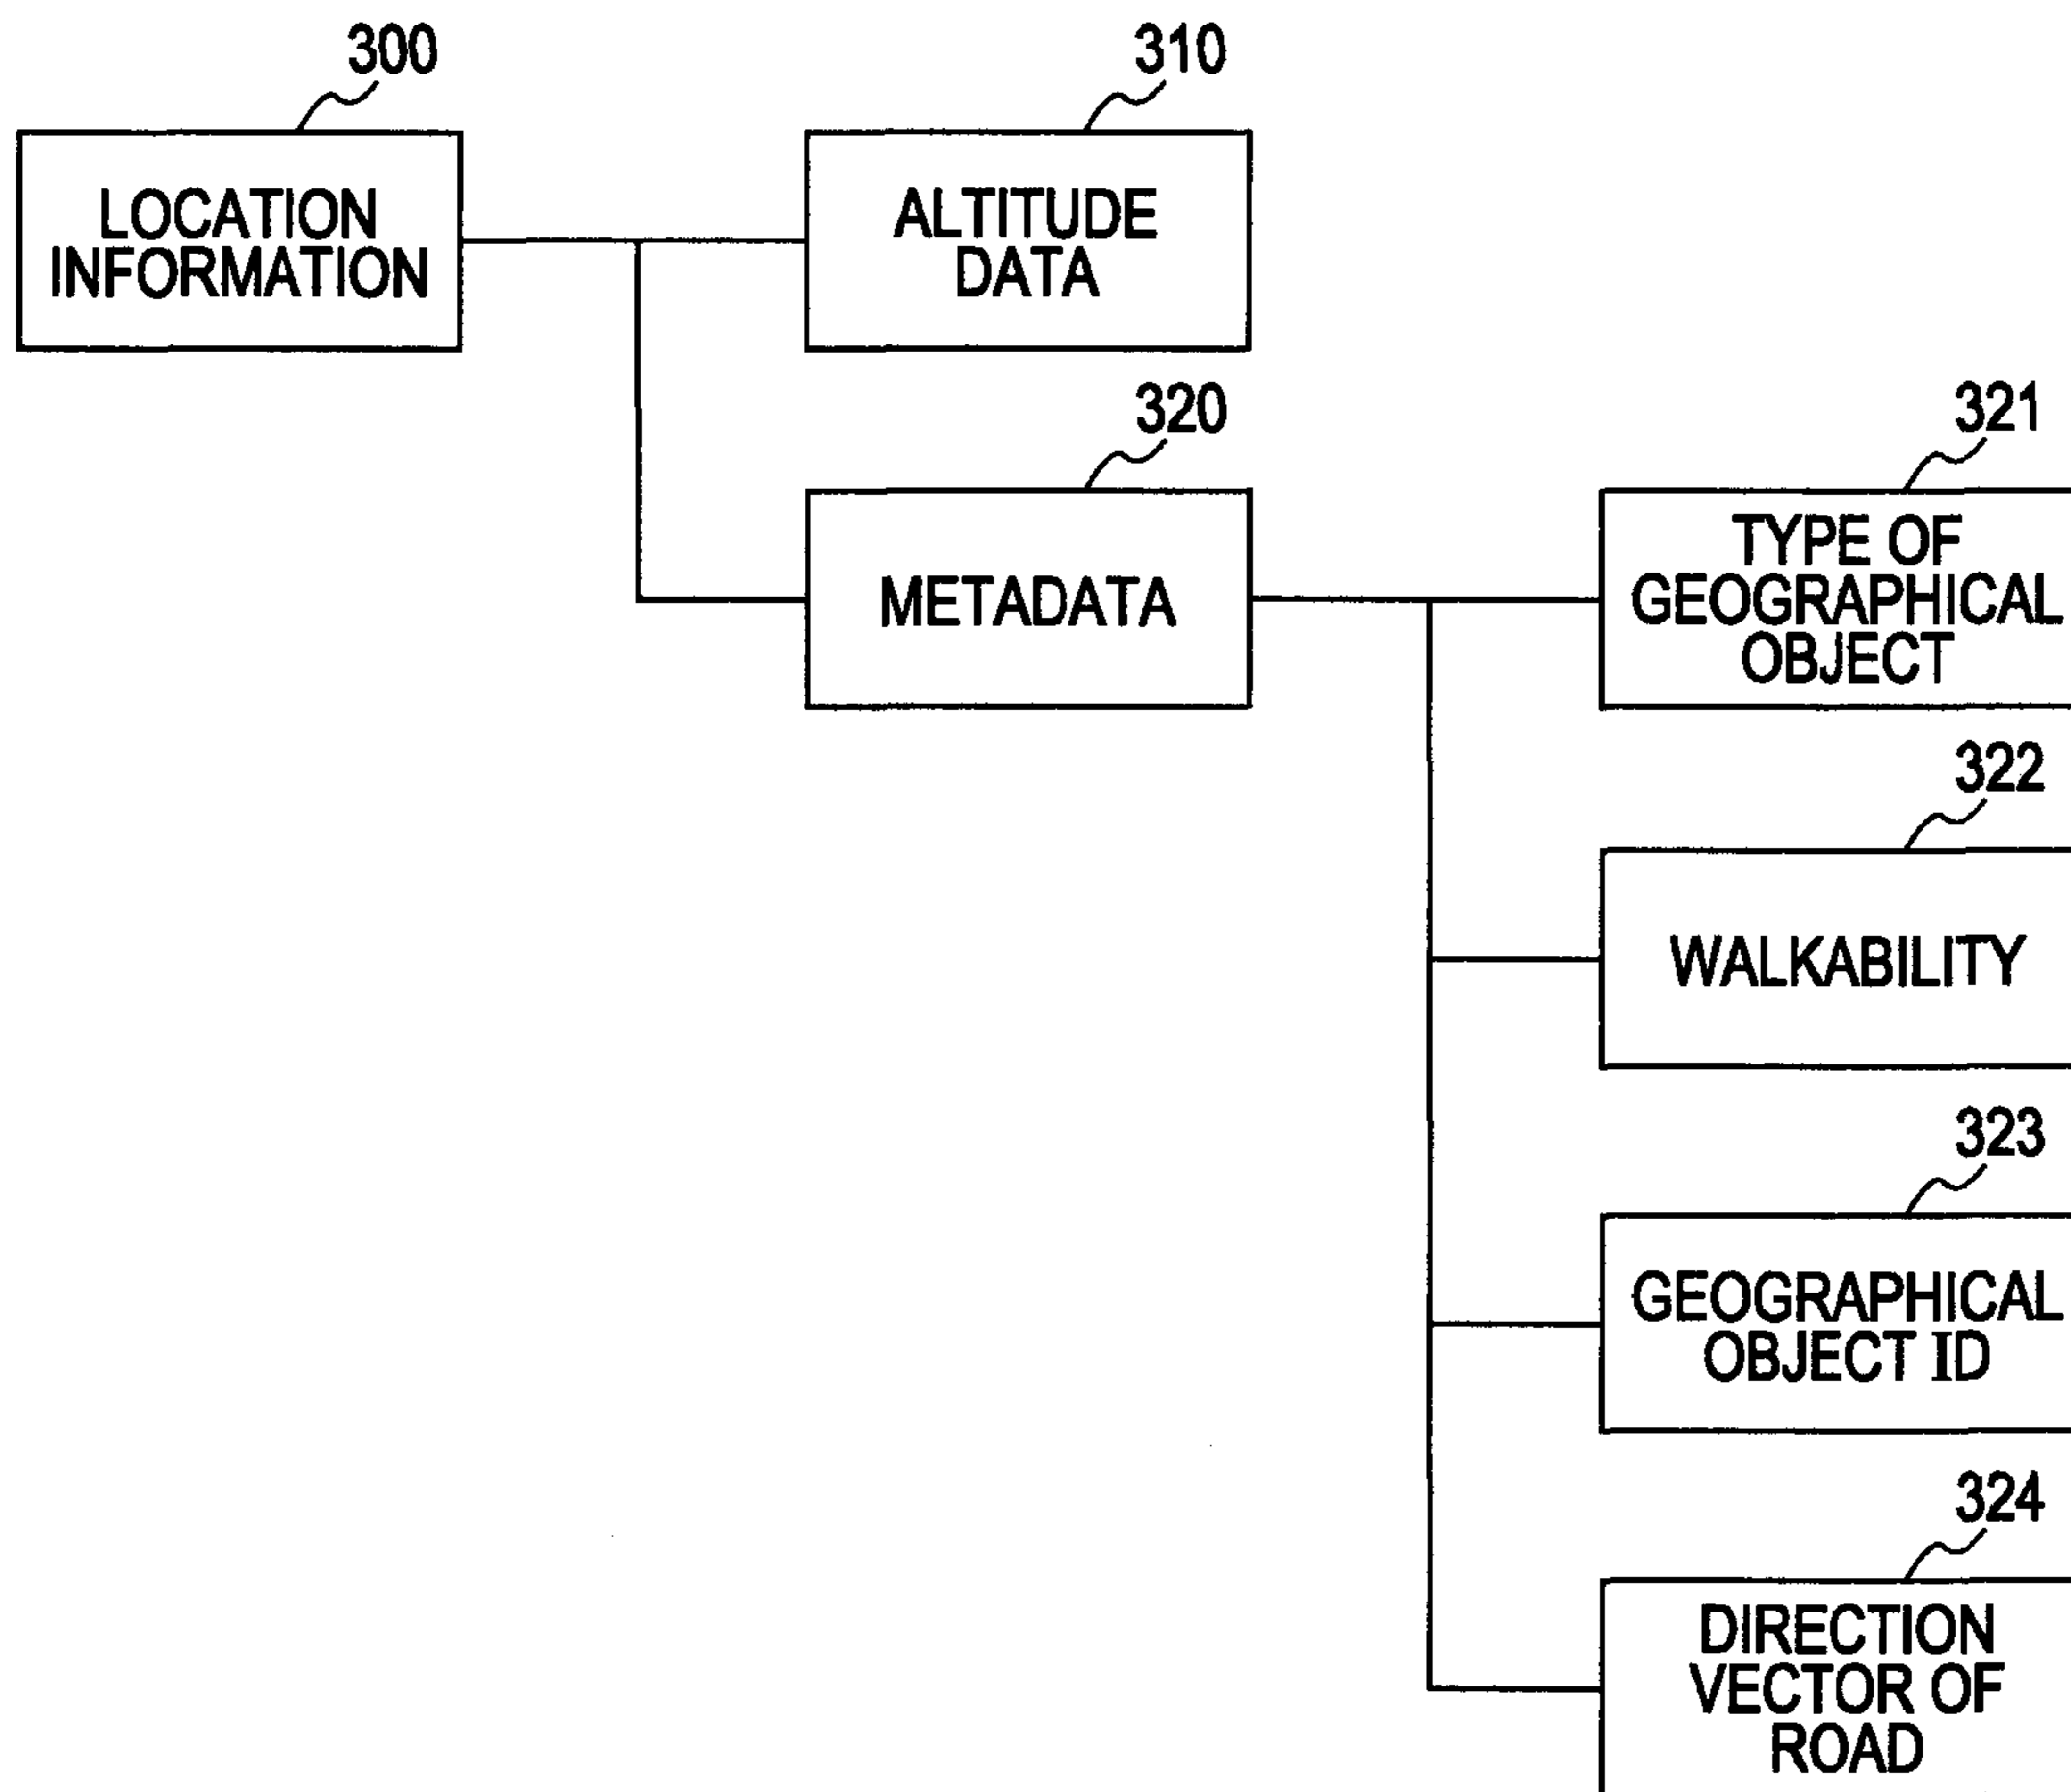 300
LOCATION
INFORMATION
310
ALTITUDE
DATA
320
METADATA
321
TYPE OF
GEOGRAPHICAL
OBJECT
322
WALKABILITY
323
GEOGRAPHICAL
OBJECT ID
324
DIRECTION
VECTOR OF
ROAD